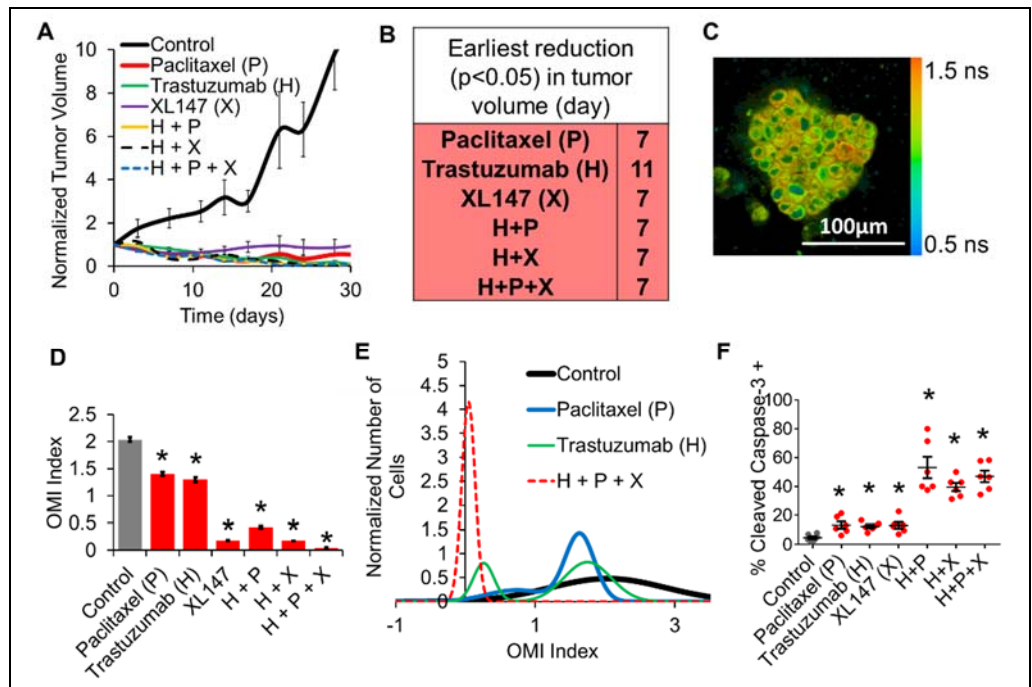 A
Normalized Tumor Volume
10
8
6
4
2
0
0
10
20
30
Time (days)
Control
Paclitaxel (P)
Trastuzumab (H)
XL147 (X)
H + P
H + X
H + P + X
B
Earliest reduction
(p<0.05) in tumor
volume (day)
Paclitaxel (P) 7
Trastuzumab (H) 11
XL147 (X) 7
H+P 7
H+X 7
H+P+X 7
C
1.5 ns
100µm
0.5 ns
D
OMI Index
2.5
2
1.5
1
0.5
0
* * * * * *
Control
Paclitaxel (P)
Trastuzumab (H)
XL147
H + P
H + X
H + P + X
E
Normalized Number of
Cells
5
4.5
4
3.5
3
2.5
2
1.5
1
0.5
0
-1
1
3
OMI Index
Control
Paclitaxel (P)
Trastuzumab (H)
H + P + X
F
% Cleaved Caspase-3 +
100
80
60
40
20
0
* * * * * *
Control
Paclitaxel (P)
Trastuzumab (H)
XL147 (X)
H+P
H+X
H+P+X